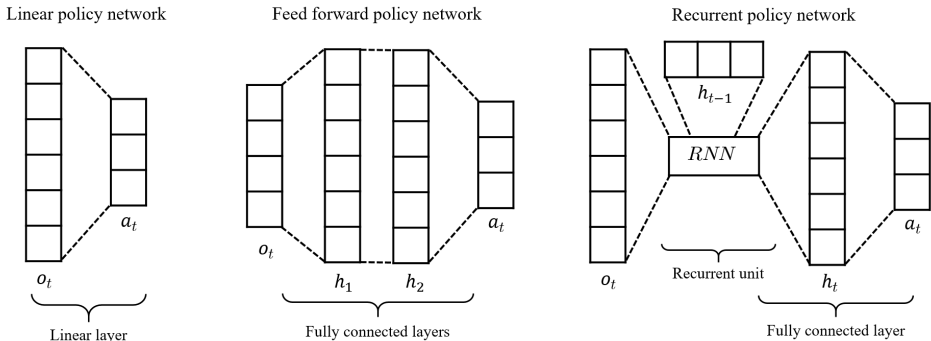 Linear policy network
Feed forward policy network
Recurrent policy network
h_{t-1}
RNN
a_t
o_t
a_t
a_t
o_t
h_1
h_2
Recurrent unit
o_t
h_t
Linear layer
Fully connected layers
Fully connected layer